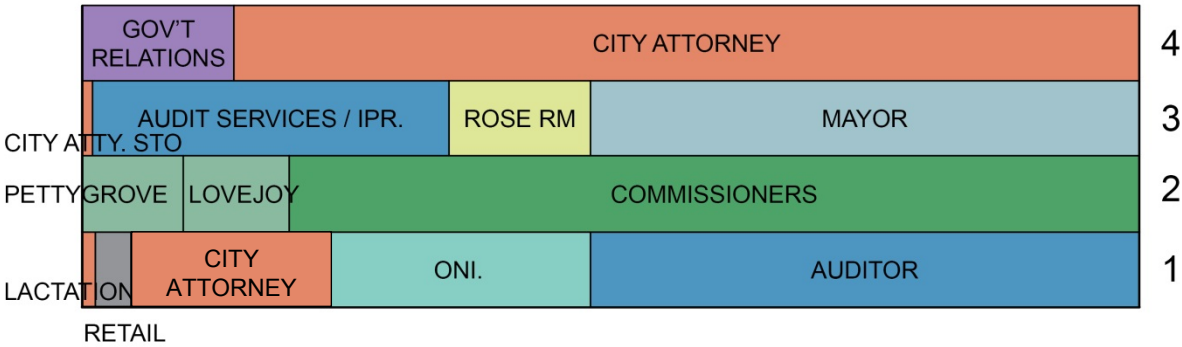 GOV'T
RELATIONS
CITY ATTORNEY
4
AUDIT SERVICES / IPR.
ROSE RM
MAYOR
3
CITY ATTY. STO
PETTYGROVE
LOVEJOY
COMMISSIONERS
2
CITY
ATTORNEY
ONI.
AUDITOR
1
LACTATION
RETAIL